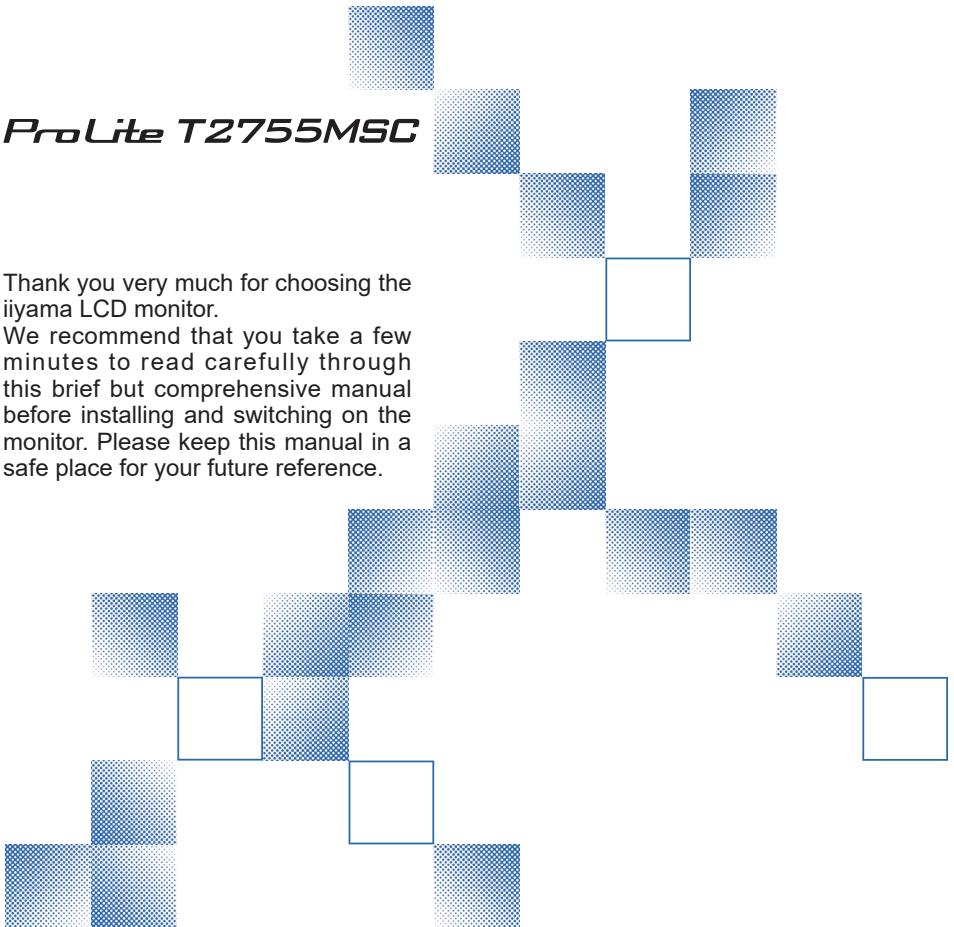 ProLite T2755MSC
Thank you very much for choosing the
iiyama LCD monitor.
We recommend that you take a few
minutes to read carefully through
this brief but comprehensive manual
before installing and switching on the
monitor. Please keep this manual in a
safe place for your future reference.